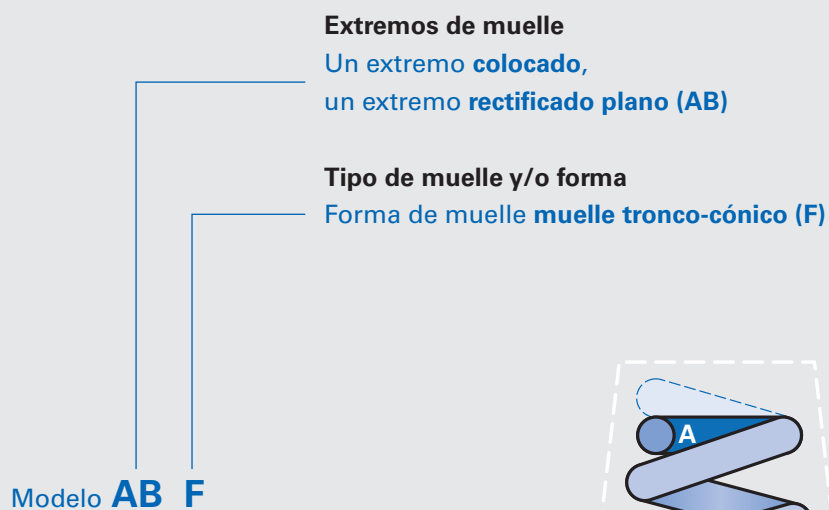 Extremos de muelle
Un extremo colocado,
un extremo rectificado plano (AB)
Tipo de muelle y/o forma
Forma de muelle muelle tronco-cónico (F)
A
Modelo AB F